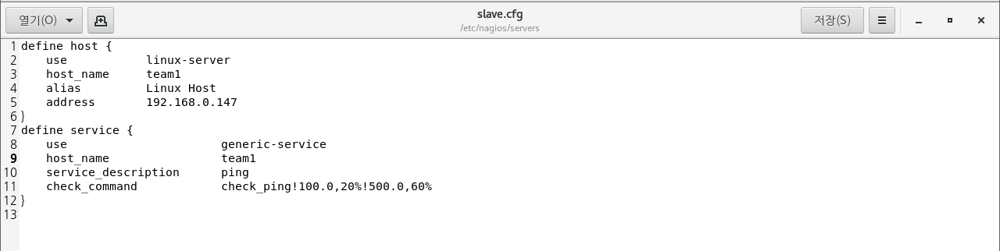 열기(O)
slave.cfg
/etc/nagios/servers
저장(S)
1 define host {
2 use linux-server
3 host_name team1
4 alias Linux Host
5 address 192.168.0.147
6 }
7 define service {
8 use generic-service
9 host_name team1
10 service_description ping
11 check_command check_ping!100.0,20%!500.0,60%
12 }
13